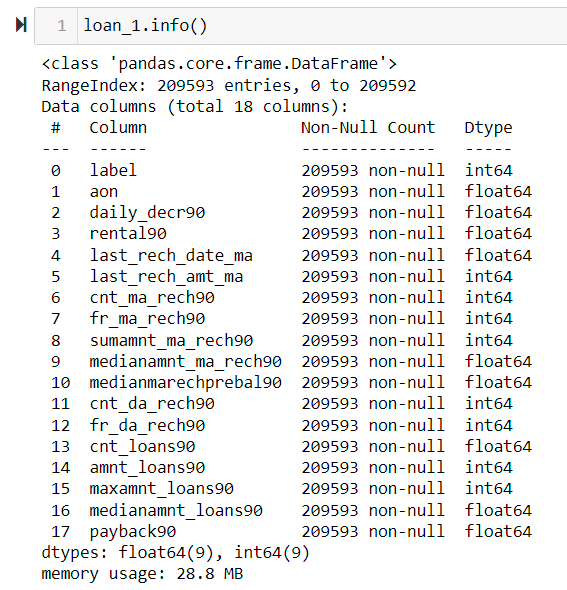 1 loan_1.info()
<class 'pandas.core.frame.DataFrame'>
RangeIndex: 209593 entries, 0 to 209592
Data columns (total 18 columns):
 #   Column                Non-Null Count   Dtype
---  ------                --------------   -----
 0   label                 209593 non-null  int64
 1   aon                   209593 non-null  float64
 2   daily_decr90          209593 non-null  float64
 3   rental90              209593 non-null  float64
 4   last_rech_date_ma     209593 non-null  float64
 5   last_rech_amt_ma      209593 non-null  int64
 6   cnt_ma_rech90         209593 non-null  int64
 7   fr_ma_rech90          209593 non-null  int64
 8   sumamnt_ma_rech90     209593 non-null  int64
 9   medianamnt_ma_rech90  209593 non-null  float64
 10  medianmarechprebal90  209593 non-null  float64
 11  cnt_da_rech90         209593 non-null  int64
 12  fr_da_rech90          209593 non-null  int64
 13  cnt_loans90           209593 non-null  float64
 14  amnt_loans90          209593 non-null  int64
 15  maxamnt_loans90       209593 non-null  int64
 16  medianamnt_loans90    209593 non-null  float64
 17  payback90             209593 non-null  float64
dtypes: float64(9), int64(9)
memory usage: 28.8 MB